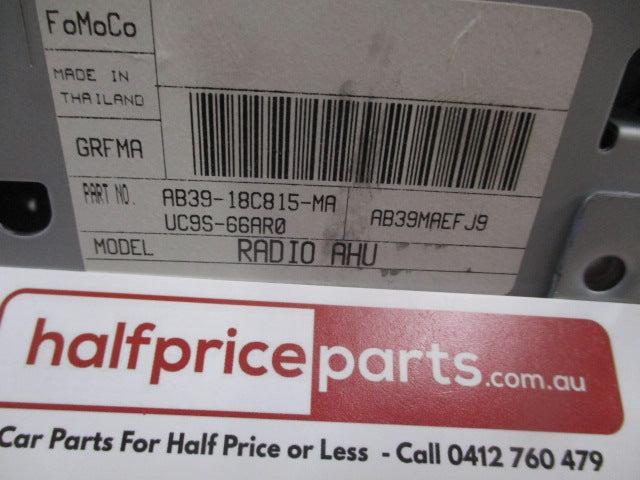 FoMoCo
MADE IN
THAILAND
GRFMA
PART NO. AB39-18C815-MA
UC9S-66AR0
AB39MAEFJ9
MODEL RADIO AHU
halfpriceparts.com.au
Car Parts For Half Price or Less - Call 0412 760 479